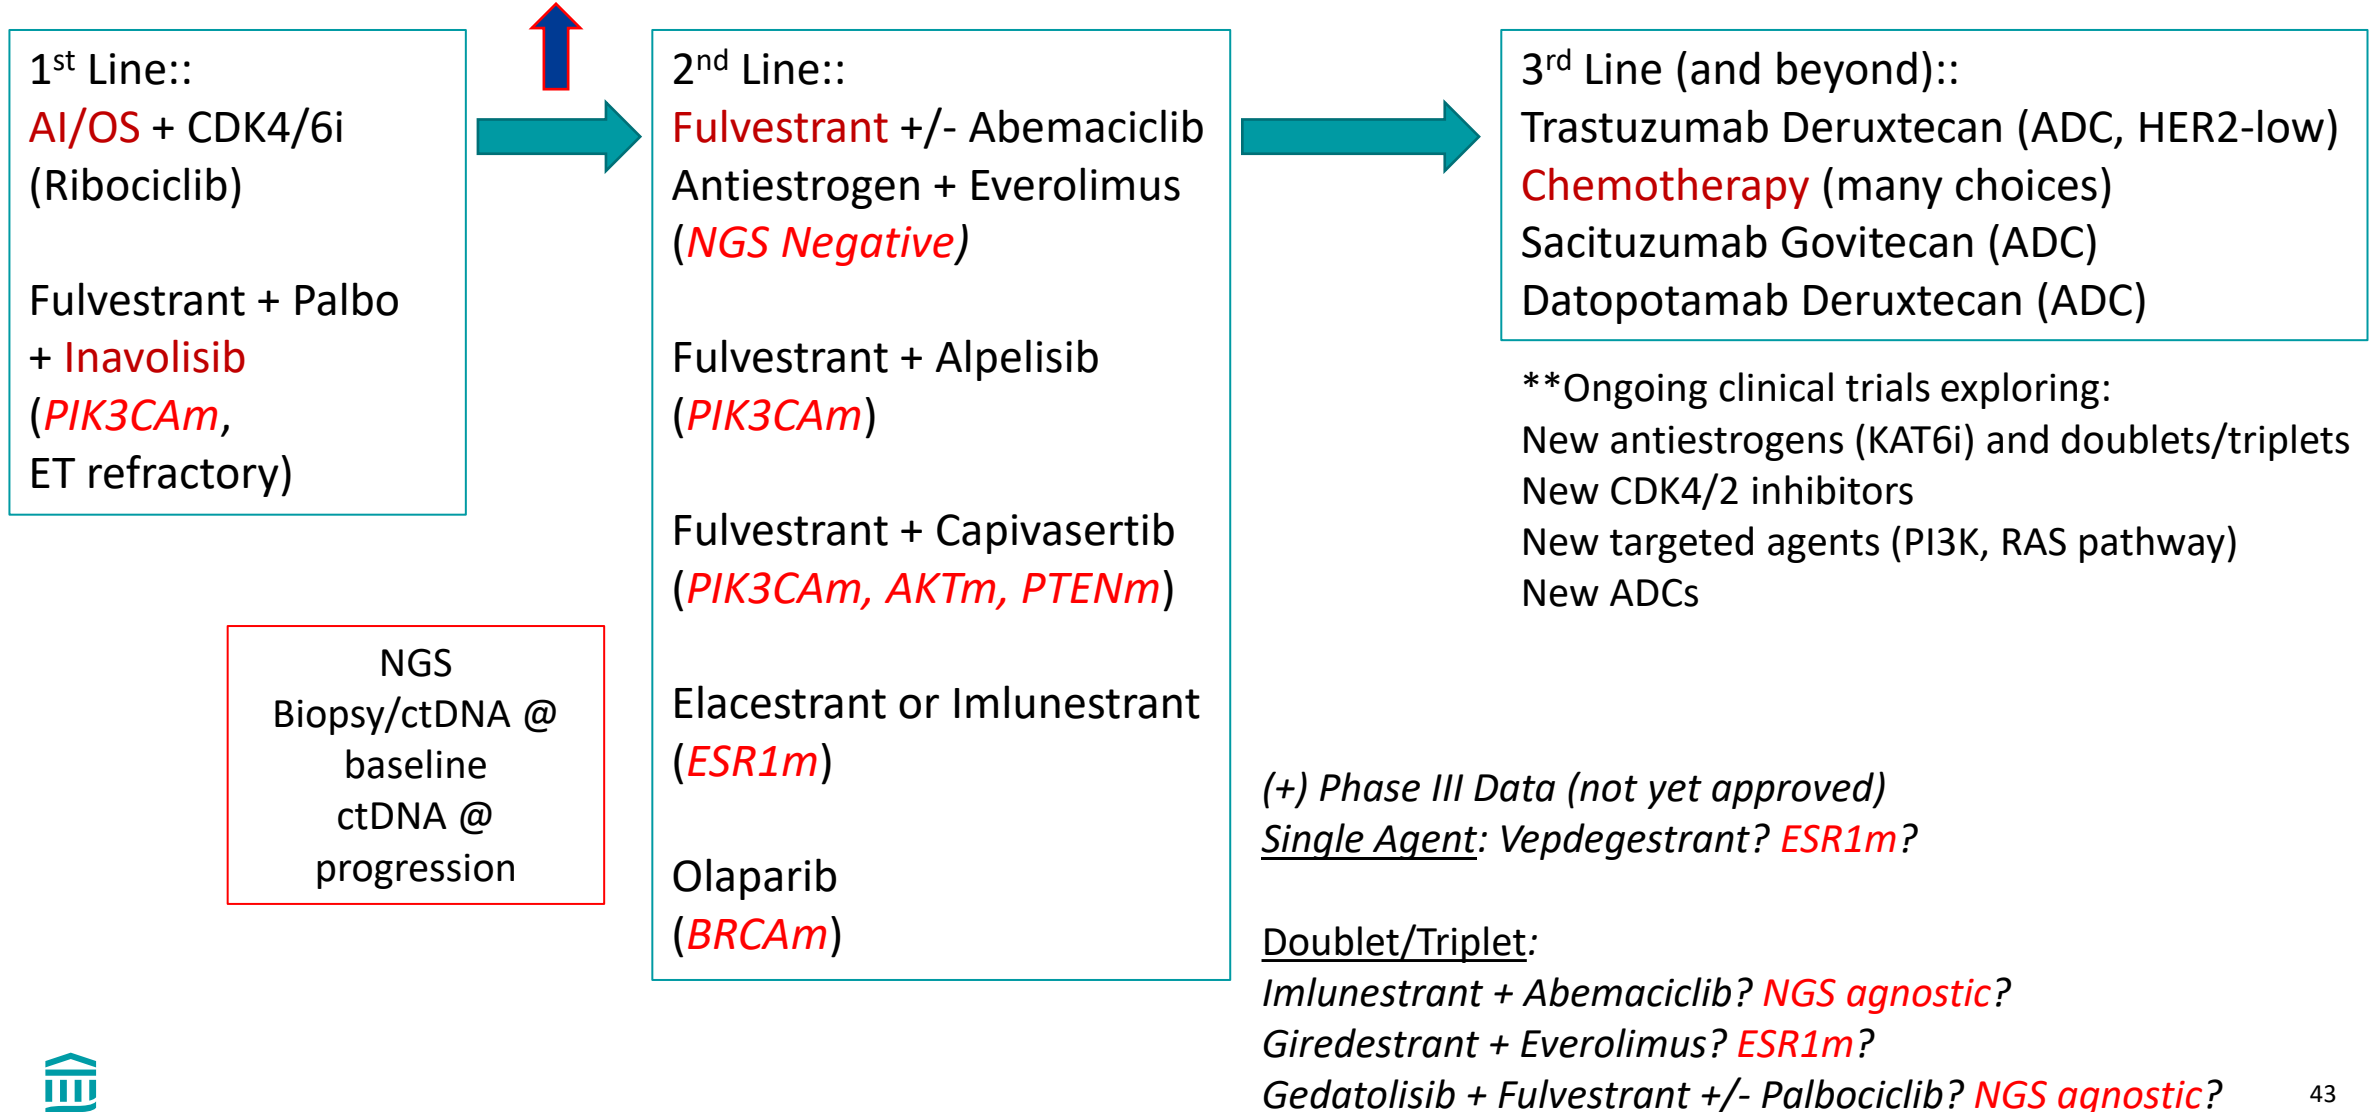 1st Line::
AI/OS + CDK4/6i
(Ribociclib)
Fulvestrant + Palbo
+ Inavolisib
(PIK3CAm,
ET refractory)
NGS
Biopsy/ctDNA @
baseline
ctDNA @
progression
2nd Line::
Fulvestrant +/- Abemaciclib
Antiestrogen + Everolimus
(NGS Negative)
Fulvestrant + Alpelisib
(PIK3CAm)
Fulvestrant + Capivasertib
(PIK3CAm, AKTm, PTENm)
Elacestrant or Imlunestrant
(ESR1m)
Olaparib
(BRCAm)
3rd Line (and beyond)::
Trastuzumab Deruxtecan (ADC, HER2-low)
Chemotherapy (many choices)
Sacituzumab Govitecan (ADC)
Datopotamab Deruxtecan (ADC)
**Ongoing clinical trials exploring:
New antiestrogens (KAT6i) and doublets/triplets
New CDK4/2 inhibitors
New targeted agents (PI3K, RAS pathway)
New ADCs
(+) Phase III Data (not yet approved)
Single Agent: Vepdegestrant? ESR1m?
Doublet/Triplet:
Imlunestrant + Abemaciclib? NGS agnostic?
Giredestrant + Everolimus? ESR1m?
Gedatolisib + Fulvestrant +/- Palbociclib? NGS agnostic?
43